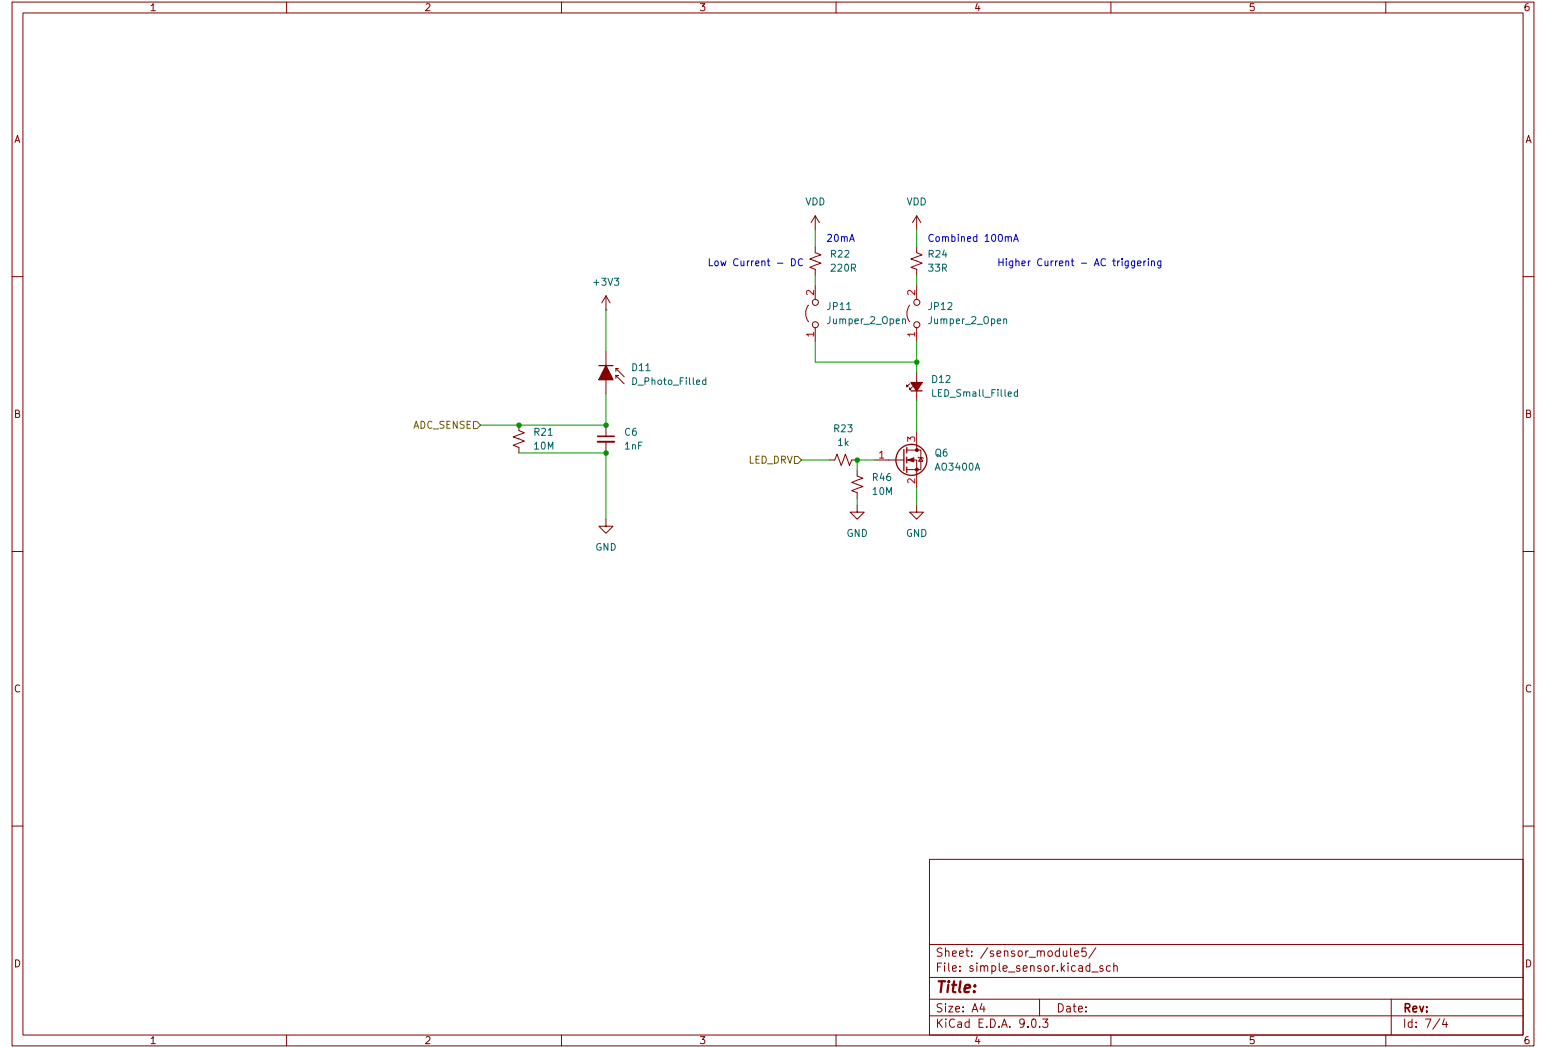 1 2 3 4 5 6
A A
VDD VDD
20mA Combined 100mA
R22 R24
Low Current - DC Higher Current - AC triggering
220R 33R
+3V3
2 2
JP11 JP12
Jumper_2_Open Jumper_2_Open
1 1
D11
D_Photo_Filled
D12
LED_Small_Filled
B B
ADC_SENSE
R21 C6
10M 1nF
R23
1k
3
LED_DRV
1
Q6
AO3400A
R46
10M
2
GND GND
GND
C C
Sheet: /sensor_module5/
File: simple_sensor.kicad_sch
D D
Title:
Size: A4 Date: Rev:
KiCad E.D.A. 9.0.3 Id: 7/4
1 2 3 4 5 6